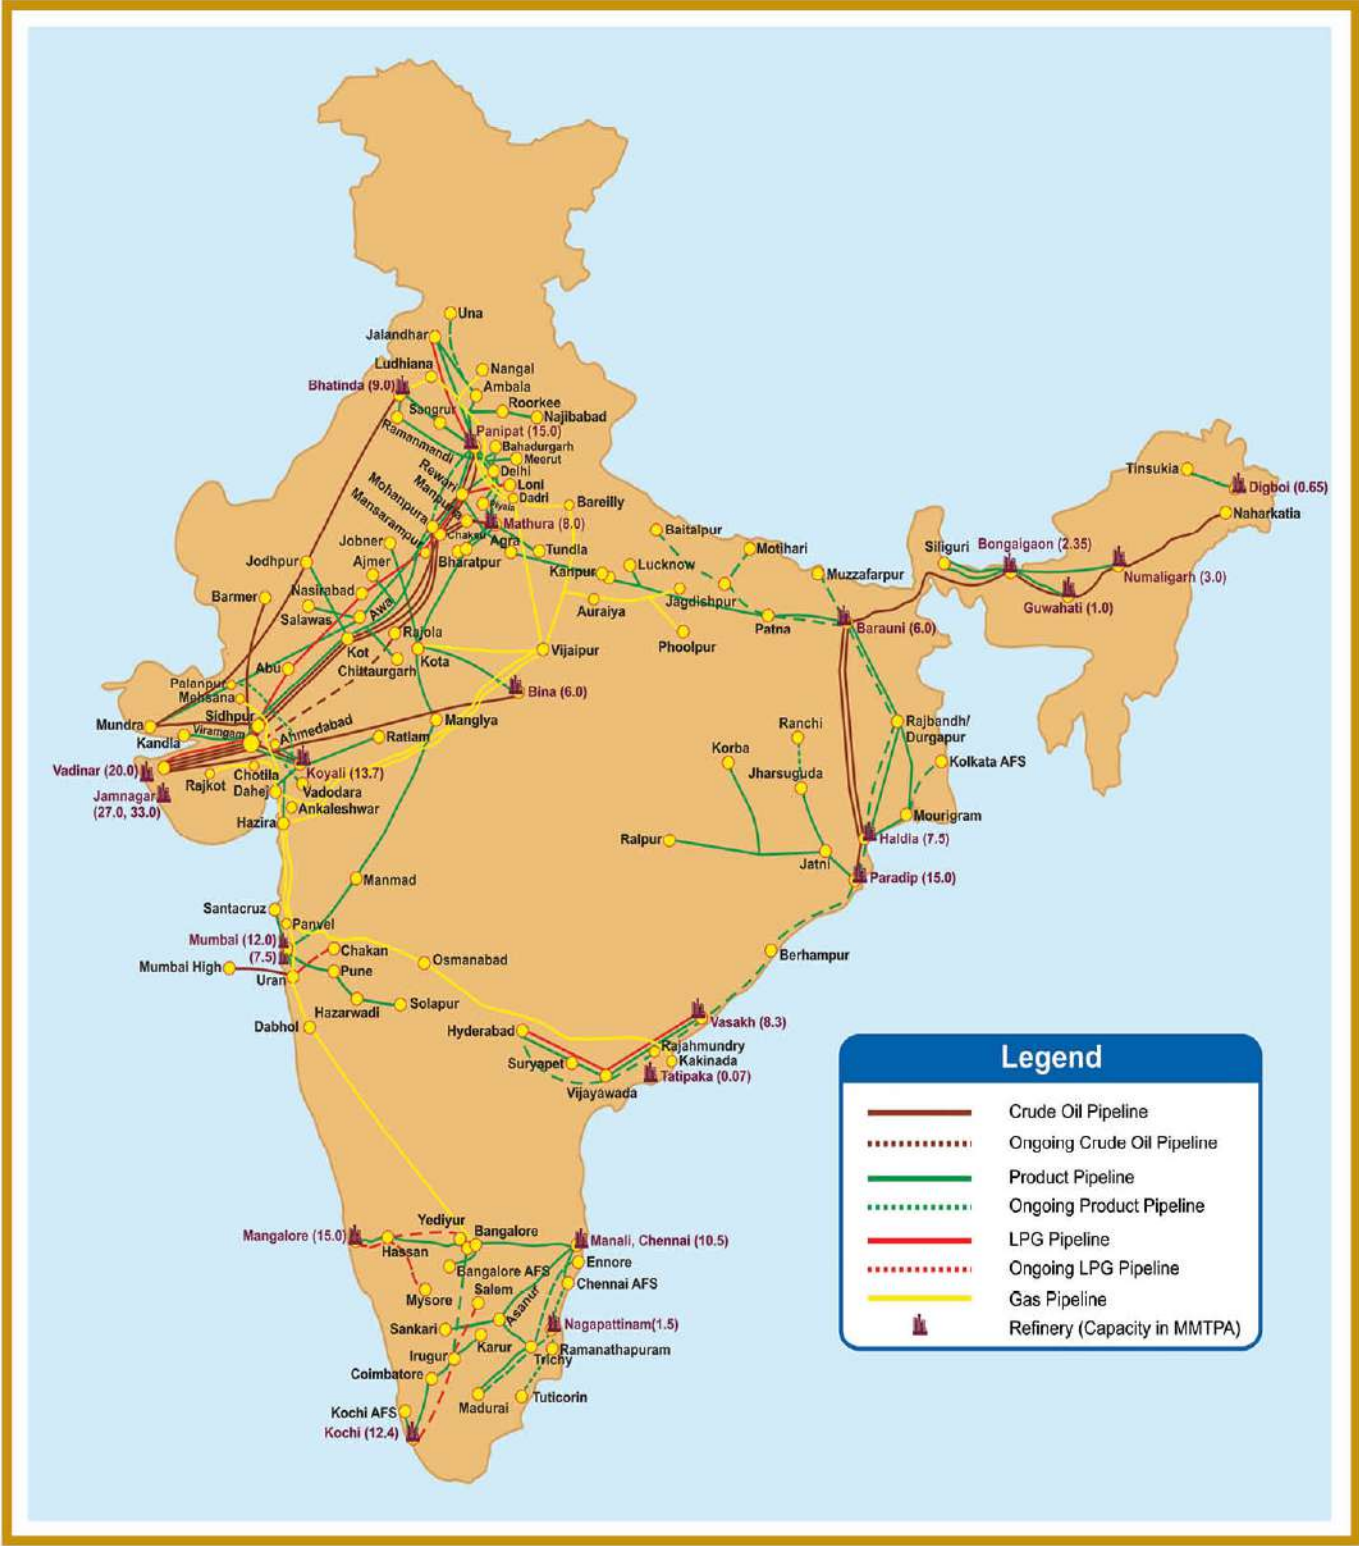 Una
Jalandhar
Ludhiana
Nangal
Bhatinda (9.0)
Ambala
Roorkee
Sangrur
Najibabad
Ramanmandi
Panipat (15.0)
Bahadurgarh
Meerut
Delhi
Rewari
Loni
Dadri
Mohanpura
Manpura
Piyala
Bareilly
Mansarampur
Mathura (8.0)
Chaksu
Agra
Tundla
Baitalpur
Jobner
Bharatpur
Motihari
Jodhpur
Ajmer
Kanpur
Lucknow
Muzzafarpur
Nasirabad
Jagdishpur
Barmer
Salawas
Awa
Auraiya
Patna
Barauni (6.0)
Rajola
Phoolpur
Kot
Kota
Vijaipur
Chittaurgarh
Abu
Palanpur
Mehsana
Bina (6.0)
Sidhpur
Mundra
Viramgam
Ahmedabad
Manglya
Kandla
Ratlam
Vadinar (20.0)
Chotila
Koyali (13.7)
Rajkot
Dahej
Vadodara
Jamnagar
(27.0, 33.0)
Ankaleshwar
Hazira
Tinsukia
Digboi (0.65)
Naharkatia
Siliguri
Bongaigaon (2.35)
Numaligarh (3.0)
Guwahati (1.0)
Ranchi
Rajbandh/
Durgapur
Korba
Kolkata AFS
Jharsuguda
Mourigram
Raipur
Haldia (7.5)
Jatni
Paradip (15.0)
Manmad
Santacruz
Panvel
Mumbai (12.0)
(7.5)
Chakan
Osmanabad
Berhampur
Mumbai High
Pune
Uran
Hazarwadi
Solapur
Dabhol
Hyderabad
Vasakh (8.3)
Suryapet
Rajahmundry
Kakinada
Tatipaka (0.07)
Vijayawada
Yediyur
Bangalore
Mangalore (15.0)
Hassan
Manali, Chennai (10.5)
Ennore
Bangalore AFS
Chennai AFS
Mysore
Salem
Asanur
Nagapattinam(1.5)
Sankari
Karur
Ramanathapuram
Irugur
Trichy
Coimbatore
Madurai
Tuticorin
Kochi AFS
Kochi (12.4)
Legend
Crude Oil Pipeline
Ongoing Crude Oil Pipeline
Product Pipeline
Ongoing Product Pipeline
LPG Pipeline
Ongoing LPG Pipeline
Gas Pipeline
Refinery (Capacity in MMTPA)